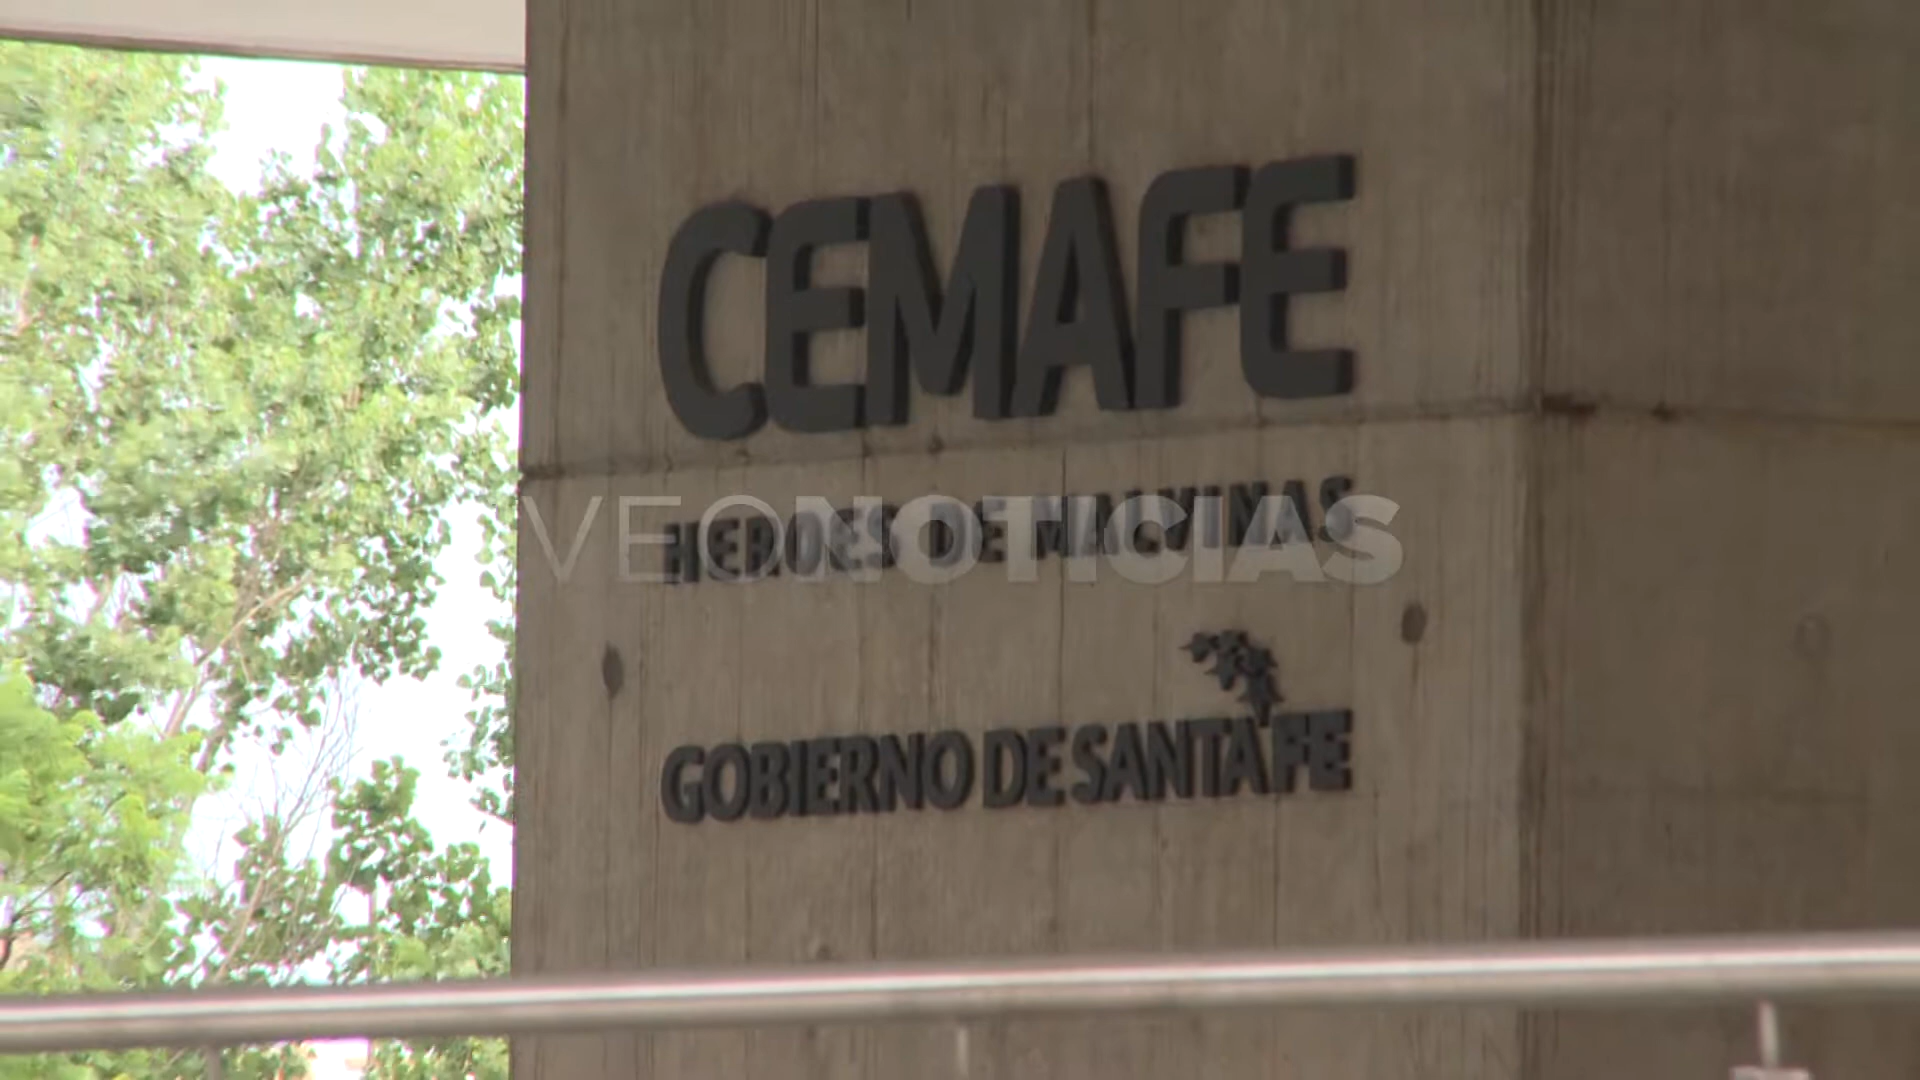 CEMAFE
HEROES DE MALVINAS
VEONOTICIAS
GOBIERNO DE SANTA FE